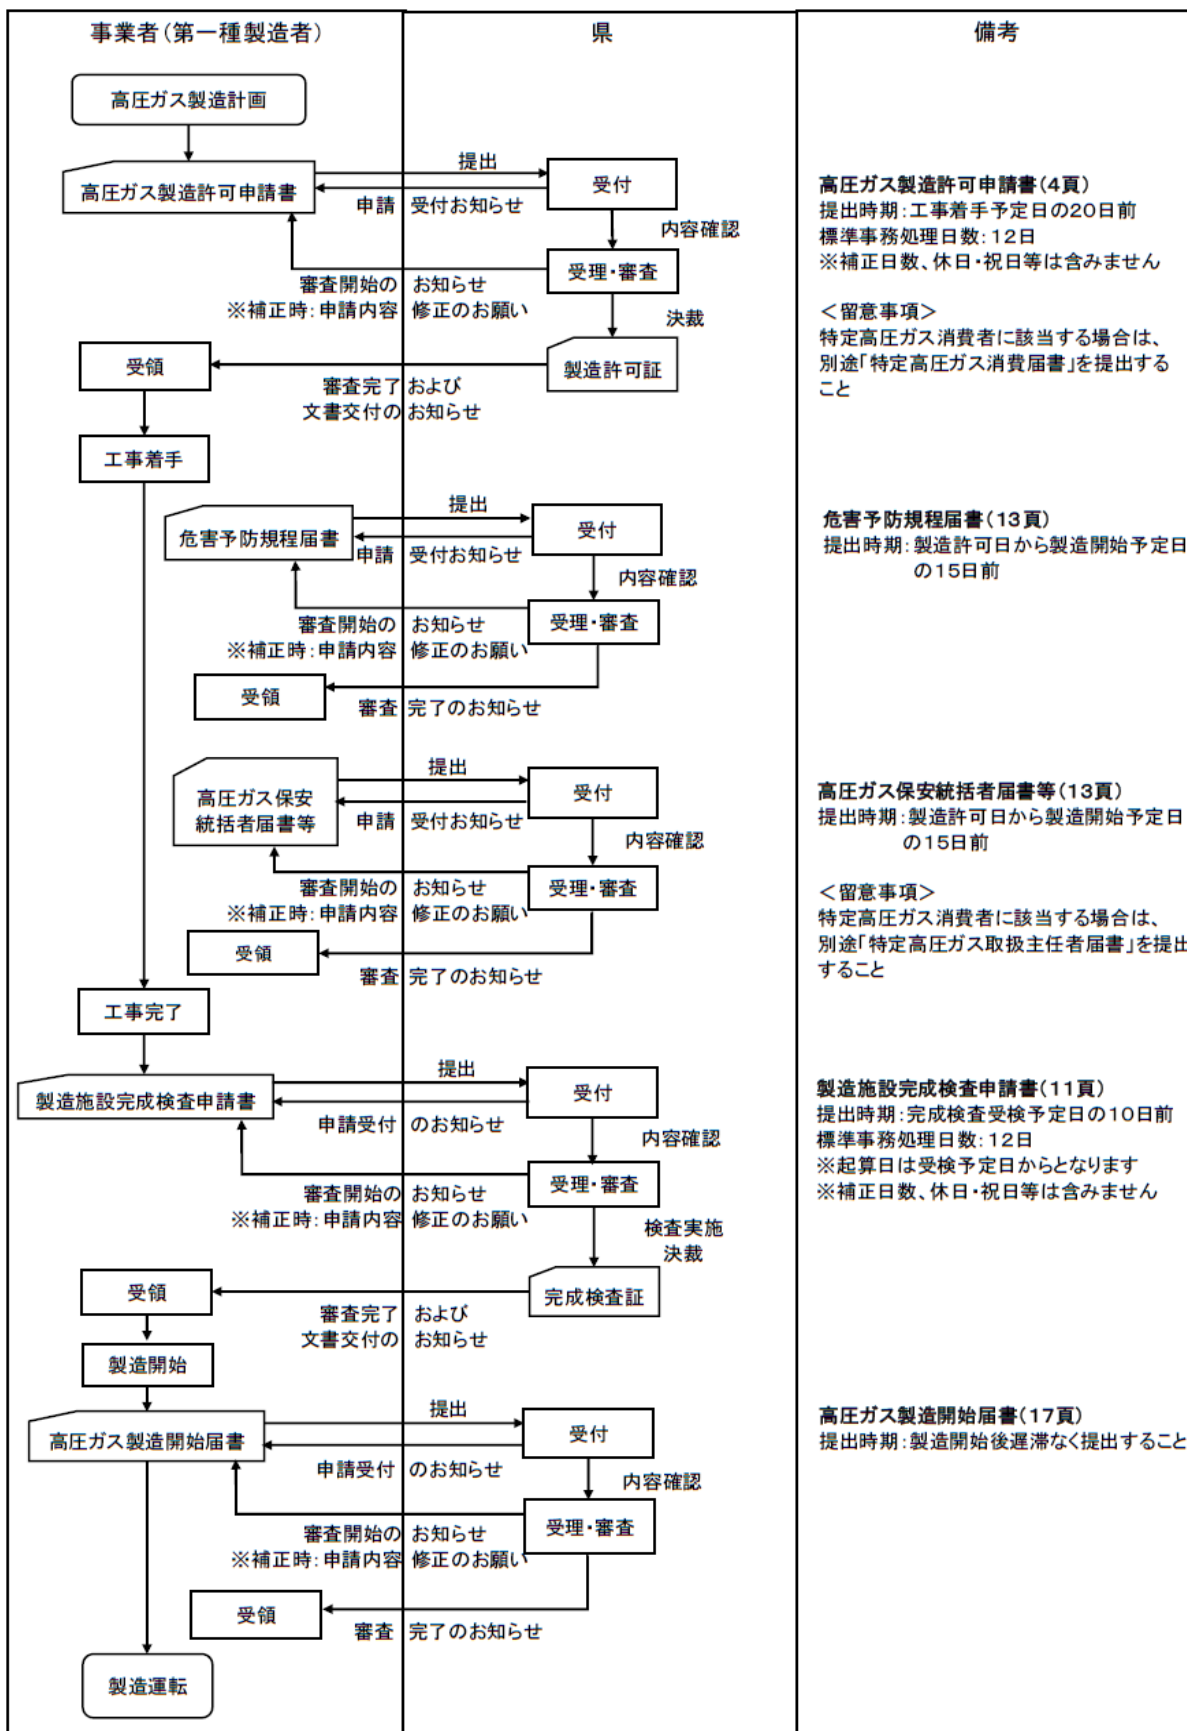 事業者(第一種製造者)
県
備考
高圧ガス製造計画
高圧ガス製造許可申請書
提出
受付
申請 受付お知らせ
内容確認
受理・審査
審査開始の お知らせ
※補正時:申請内容 修正のお願い
決裁
製造許可証
受領
審査完了 および
文書交付の お知らせ
工事着手
高圧ガス製造許可申請書(4頁)
提出時期:工事着手予定日の20日前
標準事務処理日数:12日
※補正日数、休日・祝日等は含みません
<留意事項>
特定高圧ガス消費者に該当する場合は、
別途「特定高圧ガス消費届書」を提出する
こと
危害予防規程届書
提出
受付
申請 受付お知らせ
内容確認
受理・審査
審査開始の お知らせ
※補正時:申請内容 修正のお願い
受領
審査 完了のお知らせ
危害予防規程届書(13頁)
提出時期:製造許可日から製造開始予定日
の15日前
高圧ガス保安
統括者届書等
提出
受付
申請 受付お知らせ
内容確認
受理・審査
審査開始の お知らせ
※補正時:申請内容 修正のお願い
受領
審査 完了のお知らせ
高圧ガス保安統括者届書等(13頁)
提出時期:製造許可日から製造開始予定日
の15日前
<留意事項>
特定高圧ガス消費者に該当する場合は、
別途「特定高圧ガス取扱主任者届書」を提出
すること
工事完了
製造施設完成検査申請書
提出
受付
申請受付 のお知らせ
内容確認
受理・審査
審査開始の お知らせ
※補正時:申請内容 修正のお願い
検査実施
決裁
完成検査証
受領
審査完了 および
文書交付の お知らせ
製造開始
製造施設完成検査申請書(11頁)
提出時期:完成検査受検予定日の10日前
標準事務処理日数:12日
※起算日は受検予定日からとなります
※補正日数、休日・祝日等は含みません
高圧ガス製造開始届書
提出
受付
申請受付 のお知らせ
内容確認
受理・審査
審査開始の お知らせ
※補正時:申請内容 修正のお願い
受領
審査 完了のお知らせ
製造運転
高圧ガス製造開始届書(17頁)
提出時期:製造開始後遅滞なく提出すること